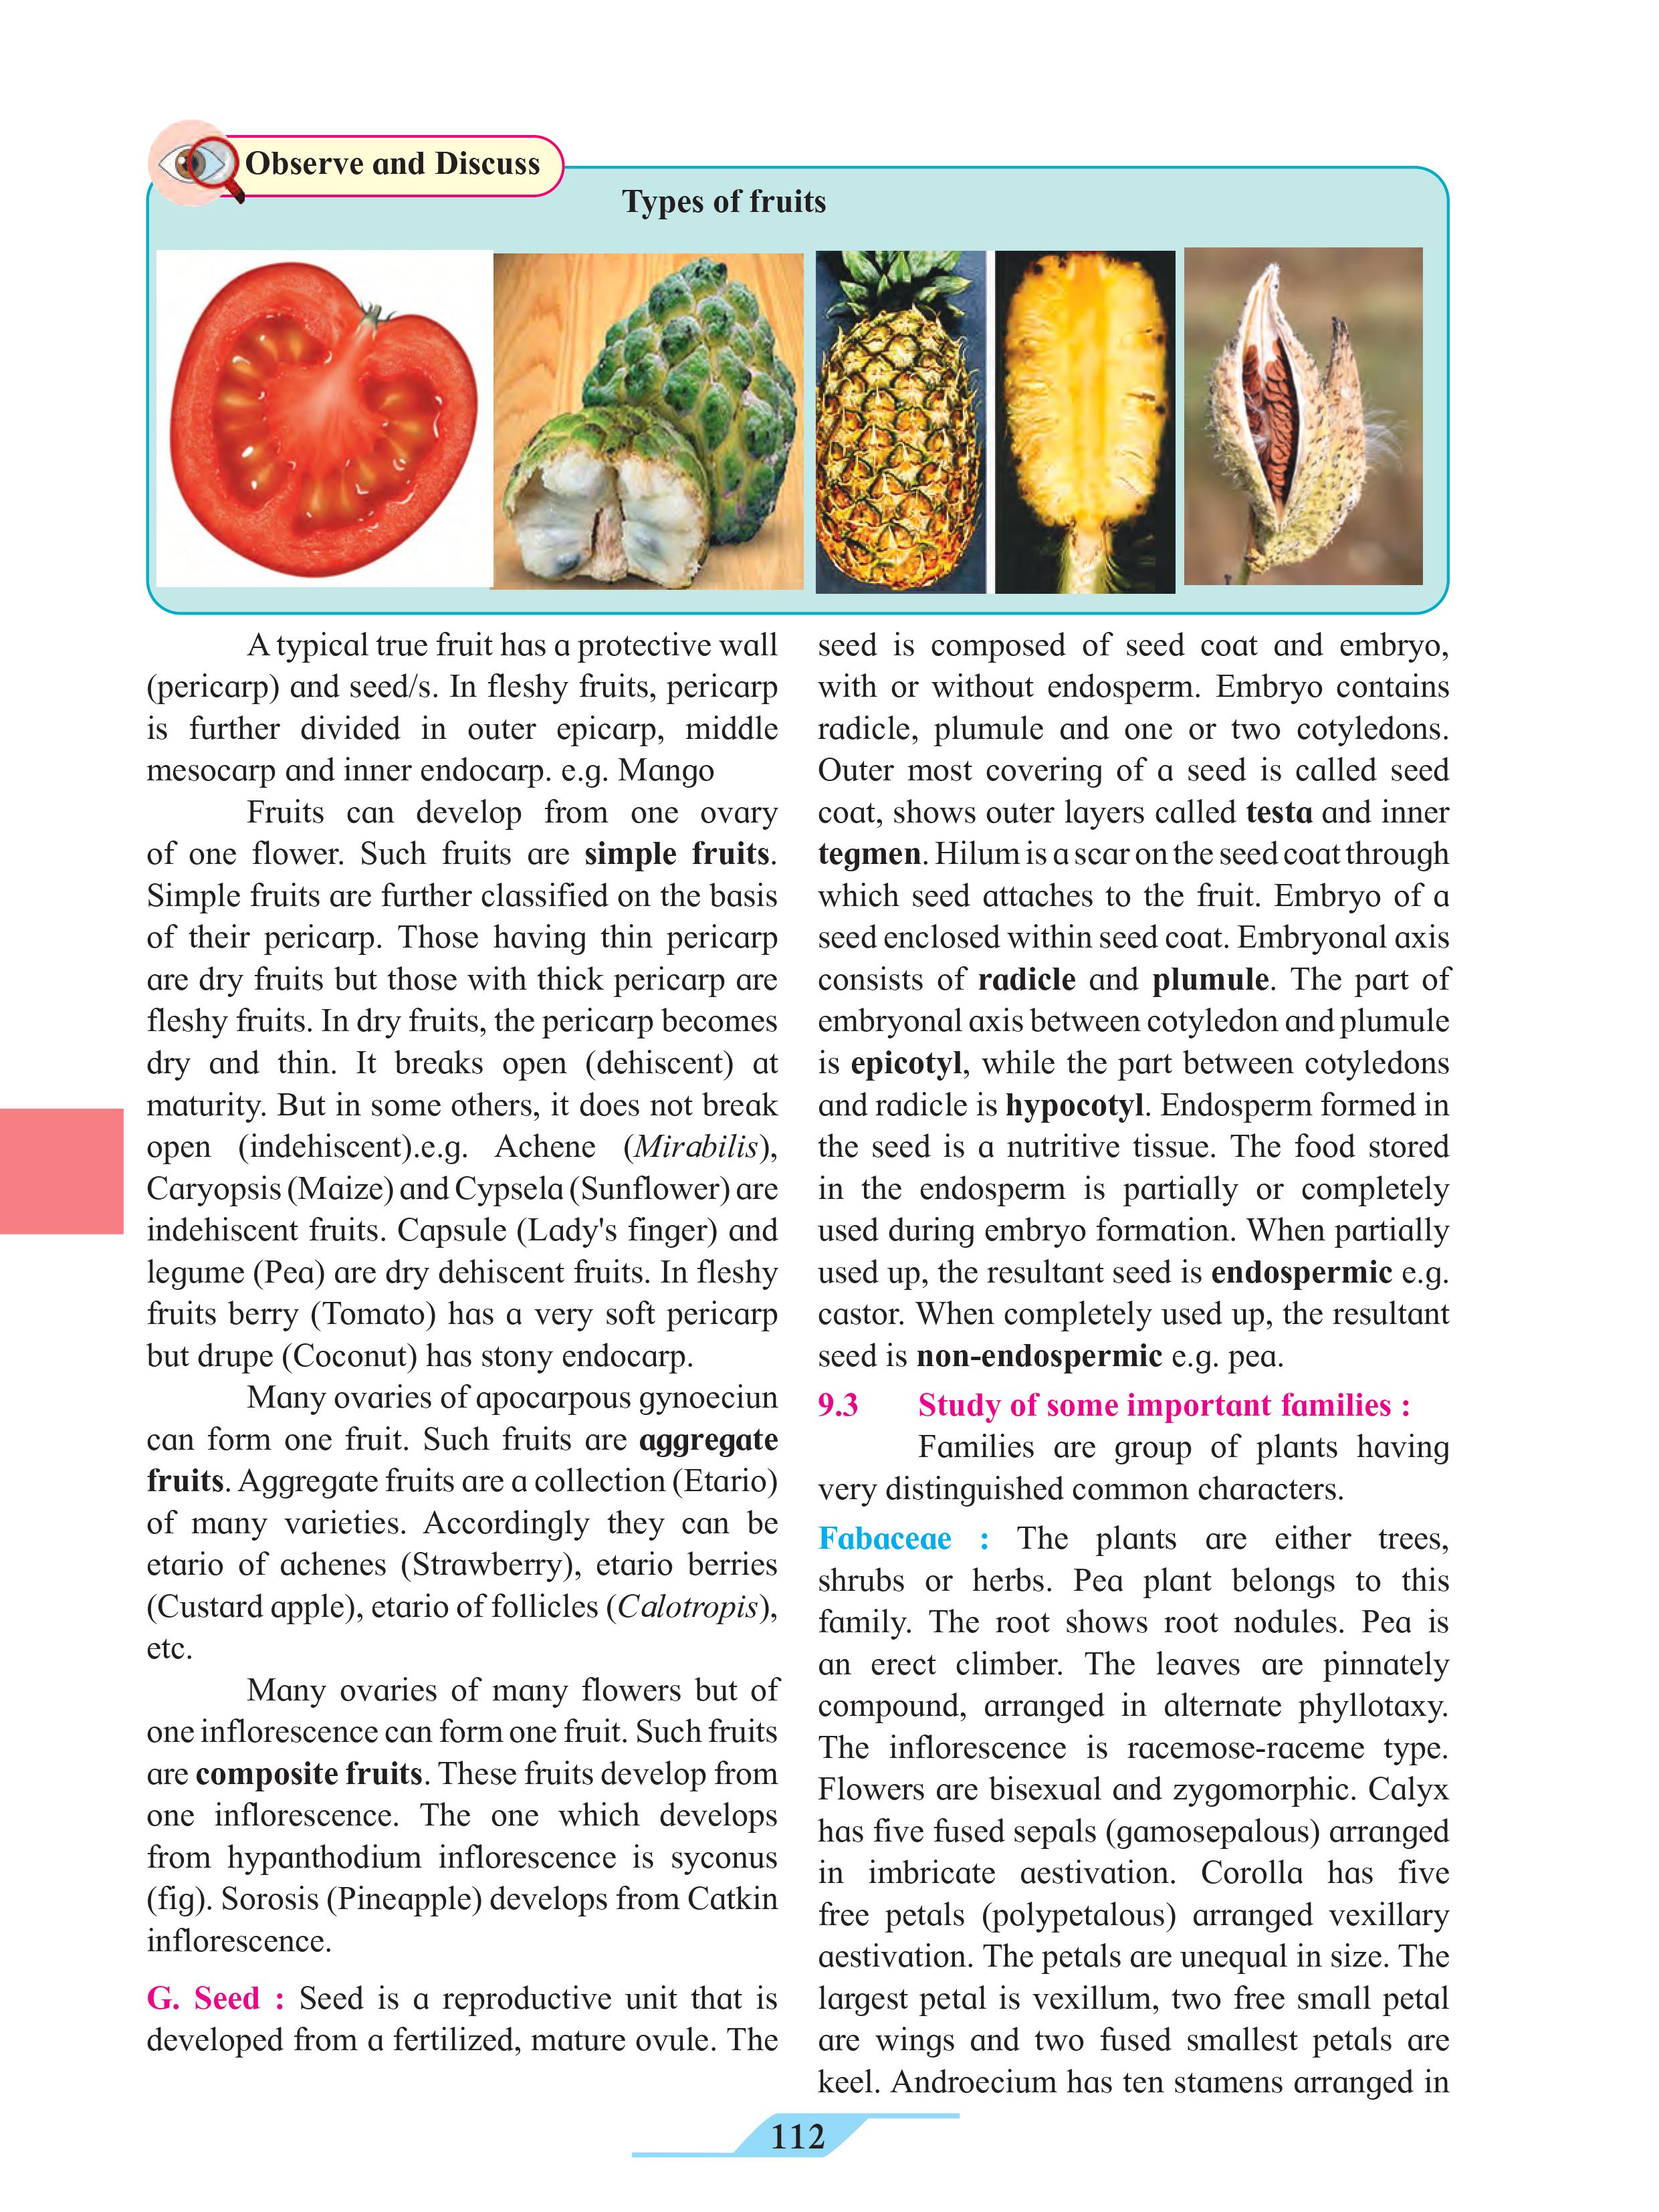 Observe and Discuss
Types of fruits
A typical true fruit has a protective wall
(pericarp) and seed/s. In fleshy fruits, pericarp
is further divided in outer epicarp, middle
mesocarp and inner endocarp. e.g. Mango
Fruits can develop from one ovary
of one flower. Such fruits are simple fruits.
Simple fruits are further classified on the basis
of their pericarp. Those having thin pericarp
are dry fruits but those with thick pericarp are
fleshy fruits. In dry fruits, the pericarp becomes
dry and thin. It breaks open (dehiscent) at
maturity. But in some others, it does not break
open (indehiscent).e.g. Achene (Mirabilis),
Caryopsis (Maize) and Cypsela (Sunflower) are
indehiscent fruits. Capsule (Lady's finger) and
legume (Pea) are dry dehiscent fruits. In fleshy
fruits berry (Tomato) has a very soft pericarp
but drupe (Coconut) has stony endocarp.
Many ovaries of apocarpous gynoeciun
can form one fruit. Such fruits are aggregate
fruits. Aggregate fruits are a collection (Etario)
of many varieties. Accordingly they can be
etario of achenes (Strawberry), etario berries
(Custard apple), etario of follicles (Calotropis),
etc.
Many ovaries of many flowers but of
one inflorescence can form one fruit. Such fruits
are composite fruits. These fruits develop from
one inflorescence. The one which develops
from hypanthodium inflorescence is syconus
(fig). Sorosis (Pineapple) develops from Catkin
inflorescence.
G. Seed : Seed is a reproductive unit that is
developed from a fertilized, mature ovule. The
seed is composed of seed coat and embryo,
with or without endosperm. Embryo contains
radicle, plumule and one or two cotyledons.
Outer most covering of a seed is called seed
coat, shows outer layers called testa and inner
tegmen. Hilum is a scar on the seed coat through
which seed attaches to the fruit. Embryo of a
seed enclosed within seed coat. Embryonal axis
consists of radicle and plumule. The part of
embryonal axis between cotyledon and plumule
is epicotyl, while the part between cotyledons
and radicle is hypocotyl. Endosperm formed in
the seed is a nutritive tissue. The food stored
in the endosperm is partially or completely
used during embryo formation. When partially
used up, the resultant seed is endospermic e.g.
castor. When completely used up, the resultant
seed is non-endospermic e.g. pea.
9.3 Study of some important families :
Families are group of plants having
very distinguished common characters.
Fabaceae : The plants are either trees,
shrubs or herbs. Pea plant belongs to this
family. The root shows root nodules. Pea is
an erect climber. The leaves are pinnately
compound, arranged in alternate phyllotaxy.
The inflorescence is racemose-raceme type.
Flowers are bisexual and zygomorphic. Calyx
has five fused sepals (gamosepalous) arranged
in imbricate aestivation. Corolla has five
free petals (polypetalous) arranged vexillary
aestivation. The petals are unequal in size. The
largest petal is vexillum, two free small petal
are wings and two fused smallest petals are
keel. Androecium has ten stamens arranged in
112